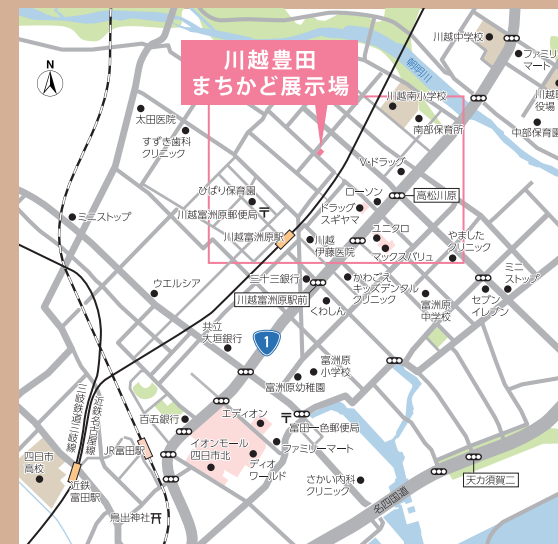 川越豊田
まちかど展示場
N
川越中学校
ファミリー
マート
川越町
役場
中部保育園
朝明川
川越南小学校
南部保育所
太田医院
すずき歯科
クリニック
V・ドラッグ
ひばり保育園
川越富洲原郵便局
ローソン
高松川原
ドラッグ
スギヤマ
ミニストップ
川越富洲原駅
川越
伊藤医院
ユニクロ
マックスバリュ
やました
クリニック
ウエルシア
三十三銀行
川越富洲原駅前
くわしん
かわごえ
キッズデンタル
クリニック
富洲原
中学校
セブン
イレブン
ミニ
ストップ
共立
大垣銀行
1
富洲原
小学校
富洲原幼稚園
三岐鉄道三岐線
近鉄名古屋線
百五銀行
エディオン
富田一色郵便局
JR富田駅
イオンモール
四日市北
ファミリーマート
ディオ
ワールド
四日市
高校
近鉄
富田駅
さかい内科
クリニック
天カ須賀二
名四国道
鳥出神社